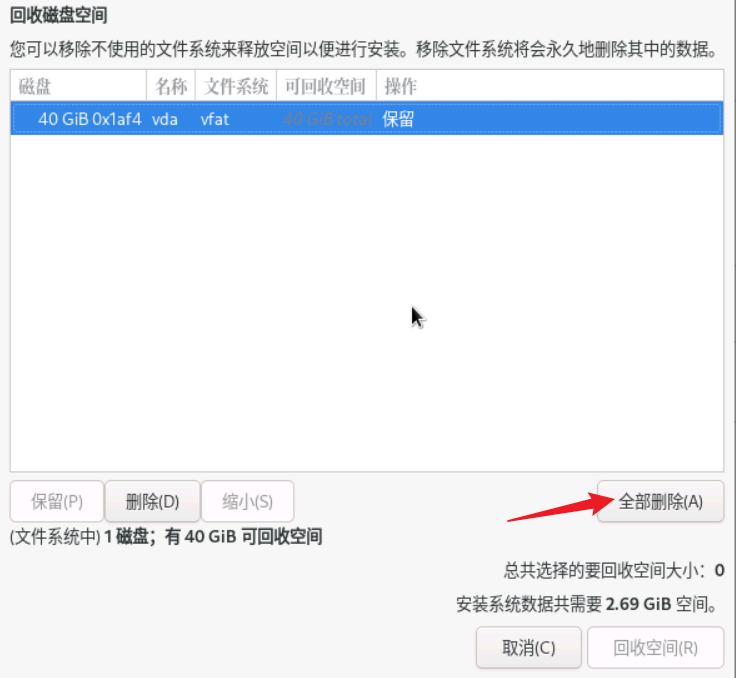 回收磁盘空间
您可以移除不使用的文件系统来释放空间以便进行安装。移除文件系统将会永久地删除其中的数据。
磁盘 名称 文件系统 可回收空间 操作
40 GiB 0x1af4 vda vfat 40 GiB total 保留
保留(P) 删除(D) 缩小(S) 全部删除(A)
(文件系统中) 1 磁盘；有 40 GiB 可回收空间
总共选择的要回收空间大小：0
安装系统数据共需要 2.69 GiB 空间。
取消(C) 回收空间(R)